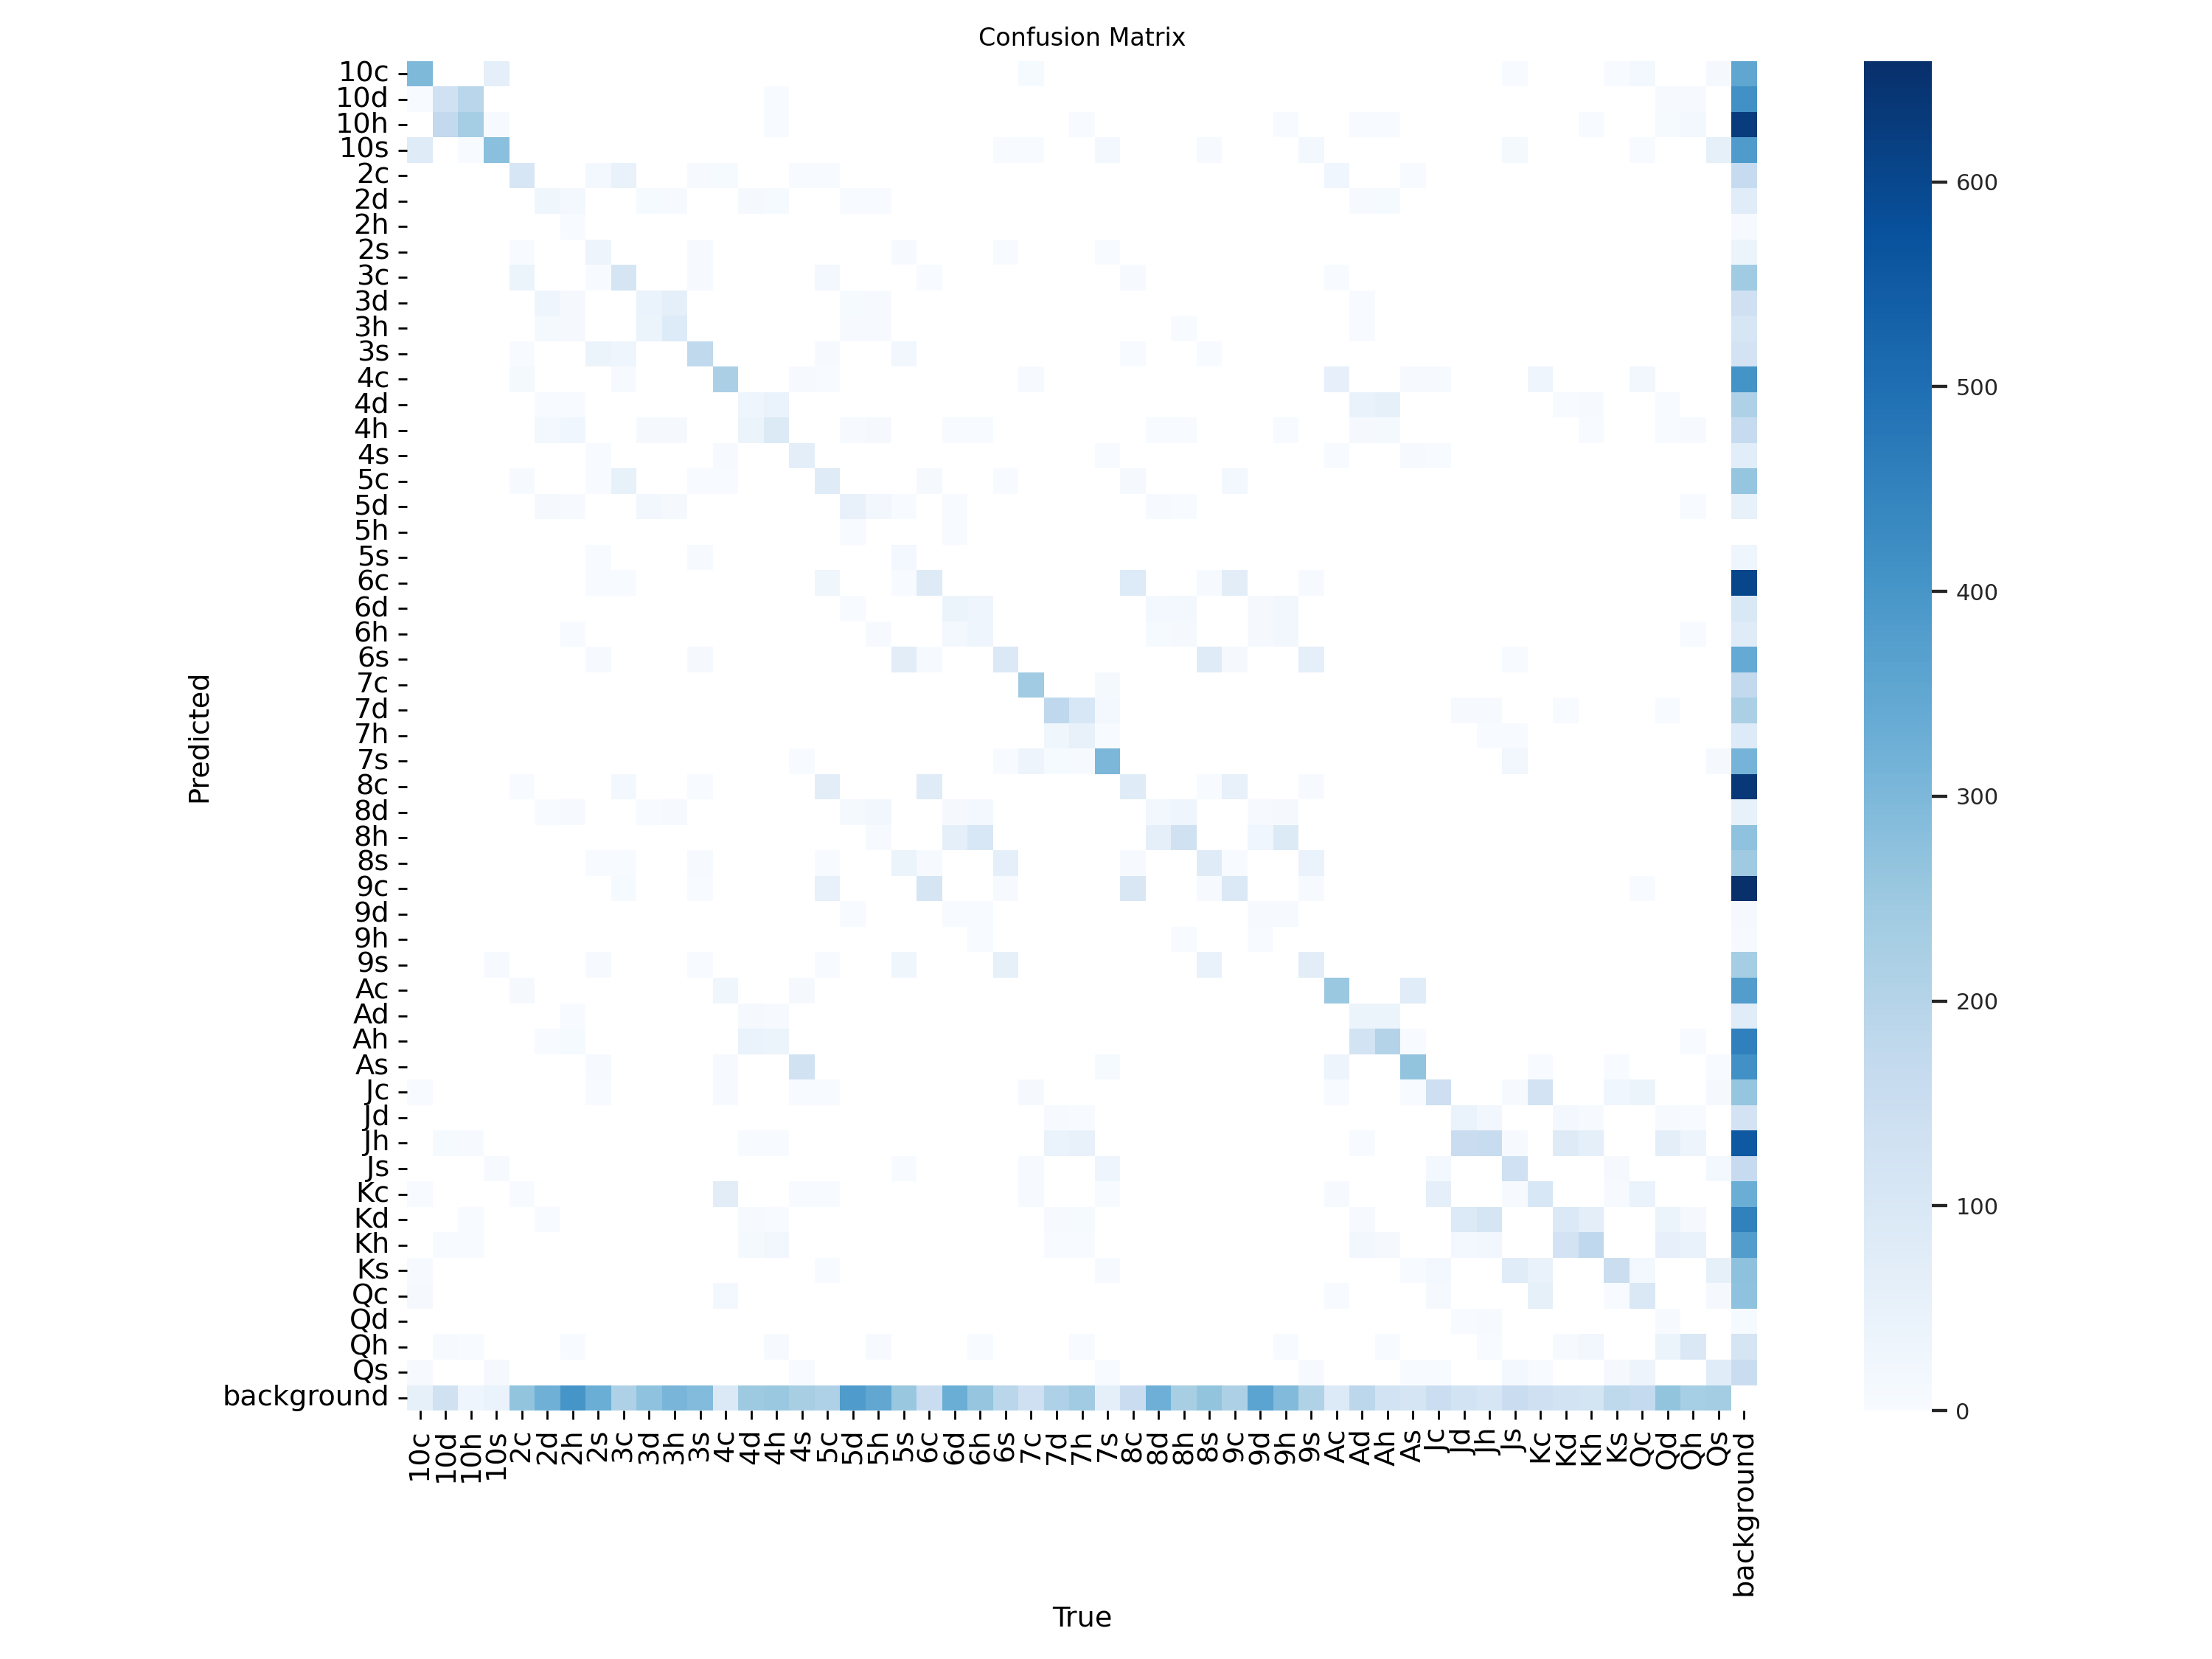 Confusion Matrix
Predicted
10c
10d
10h
10s
2c
2d
2h
2s
3c
3d
3h
3s
4c
4d
4h
4s
5c
5d
5h
5s
6c
6d
6h
6s
7c
7d
7h
7s
8c
8d
8h
8s
9c
9d
9h
9s
Ac
Ad
Ah
As
Jc
Jd
Jh
Js
Kc
Kd
Kh
Ks
Qc
Qd
Qh
Qs
background
10c 10d 10h 10s 2c 2d 2h 2s 3c 3d 3h 3s 4c 4d 4h 4s 5c 5d 5h 5s 6c 6d 6h 6s 7c 7d 7h 7s 8c 8d 8h 8s 9c 9d 9h 9s Ac Ad Ah As Jc Jd Jh Js Kc Kd Kh Ks Qc Qd Qh Qs background
True
600
500
400
300
200
100
0